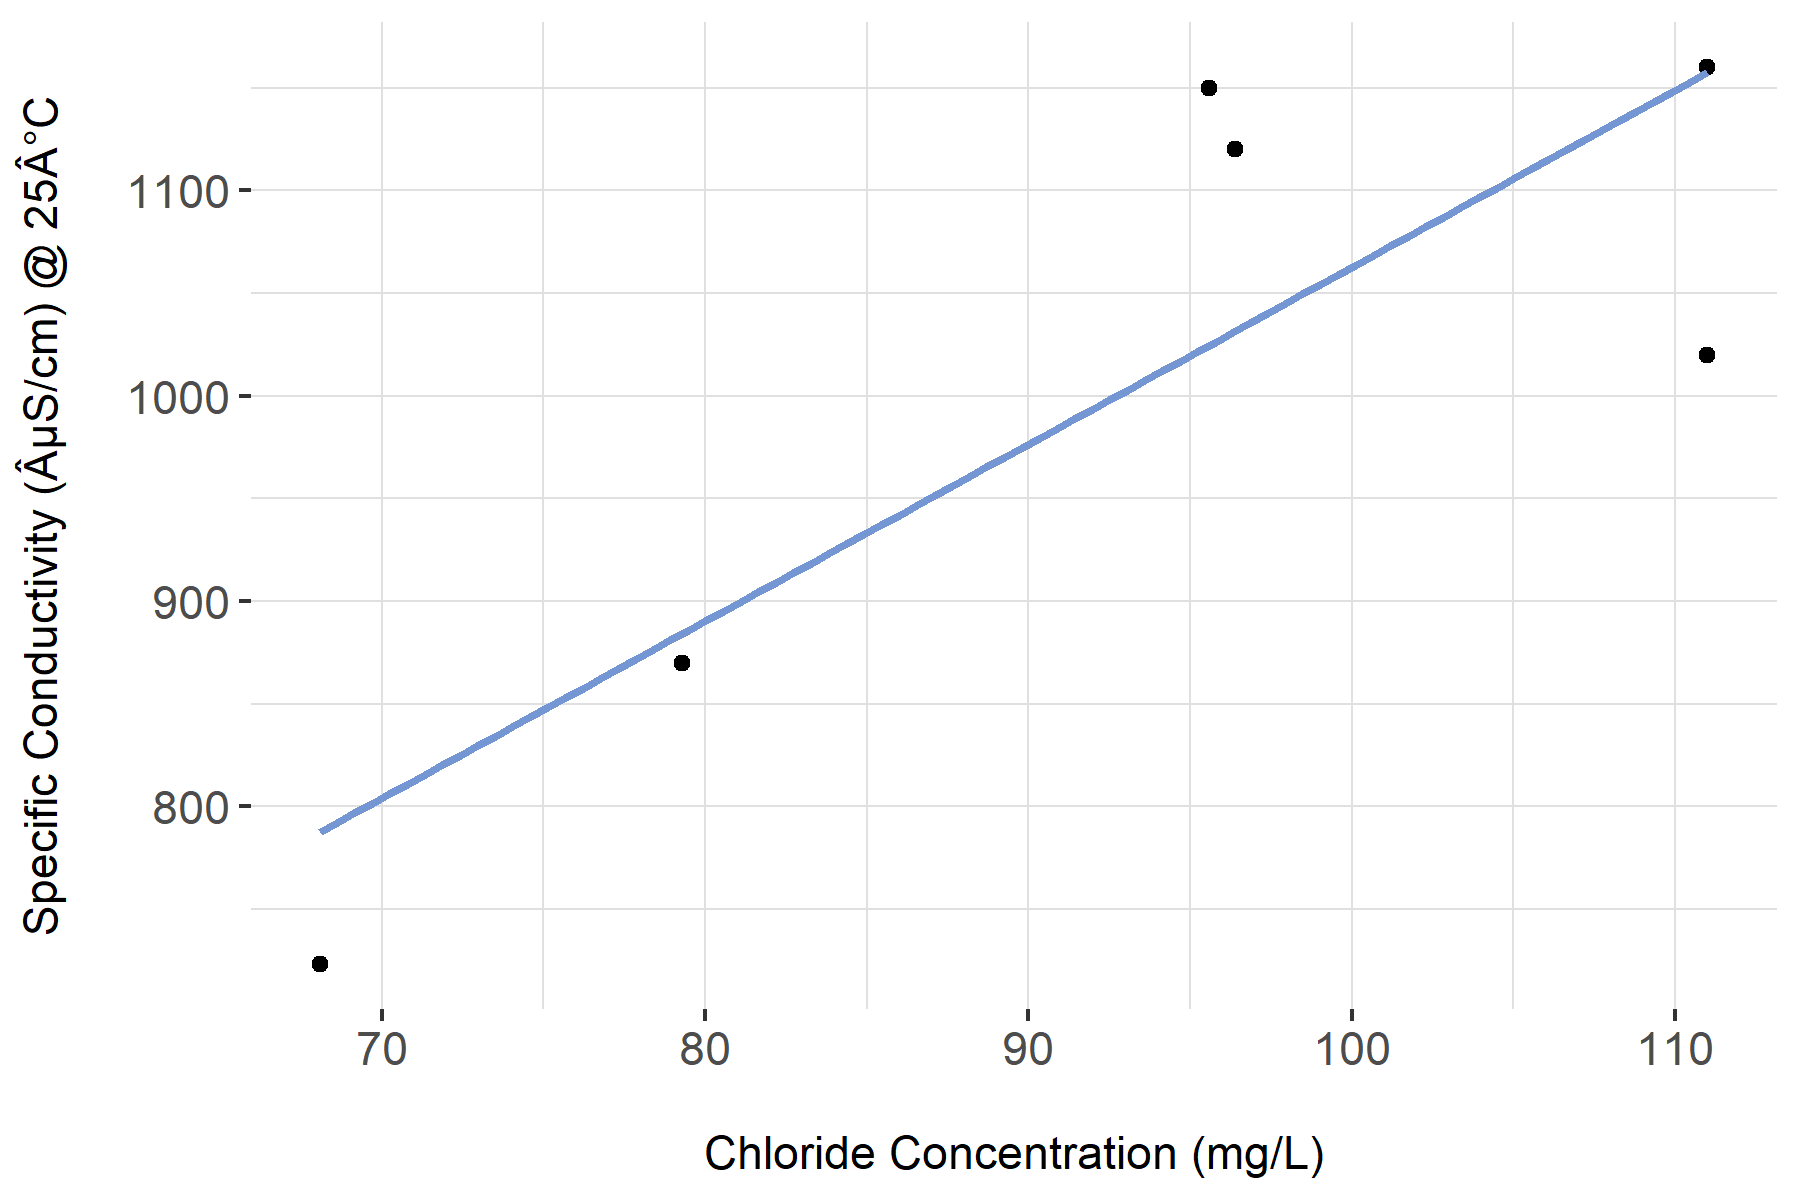 Specific Conductivity (ÂµS/cm) @ 25Â°C
1100
1000
900
800
70 80 90 100 110
Chloride Concentration (mg/L)